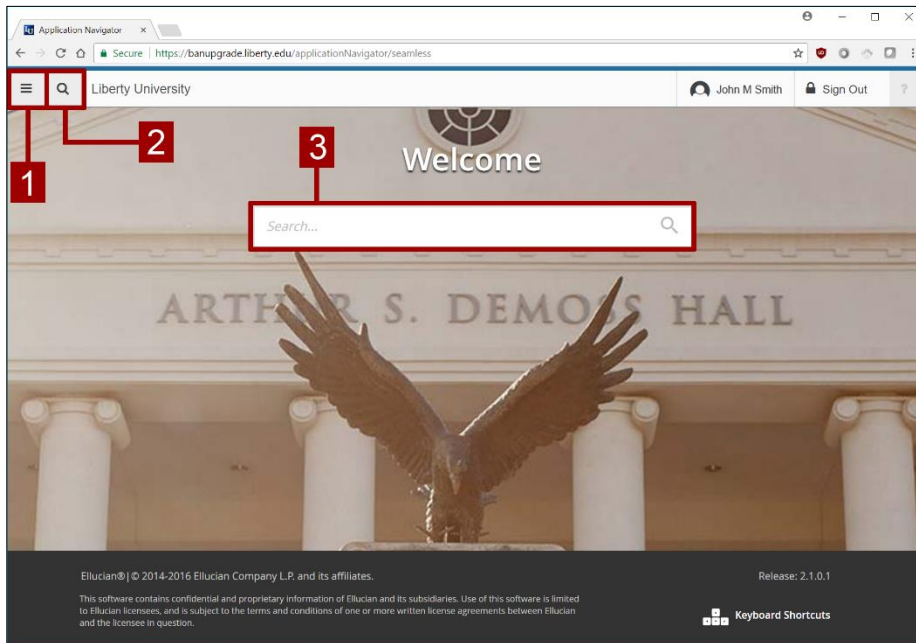 Application Navigator
Secure | https://banupgrade.liberty.edu/applicationNavigator/seamless
Liberty University
John M Smith
Sign Out
?
1
2
3
Welcome
Search...
ARTHUR S. DEMOSS HALL
Ellucian®|© 2014-2016 Ellucian Company L.P. and its affiliates.
Release: 2.1.0.1
This software contains confidential and proprietary information of Ellucian and its subsidiaries. Use of this software is limited
to Ellucian licensees, and is subject to the terms and conditions of one or more written license agreements between Ellucian
and the licensee in question.
Keyboard Shortcuts